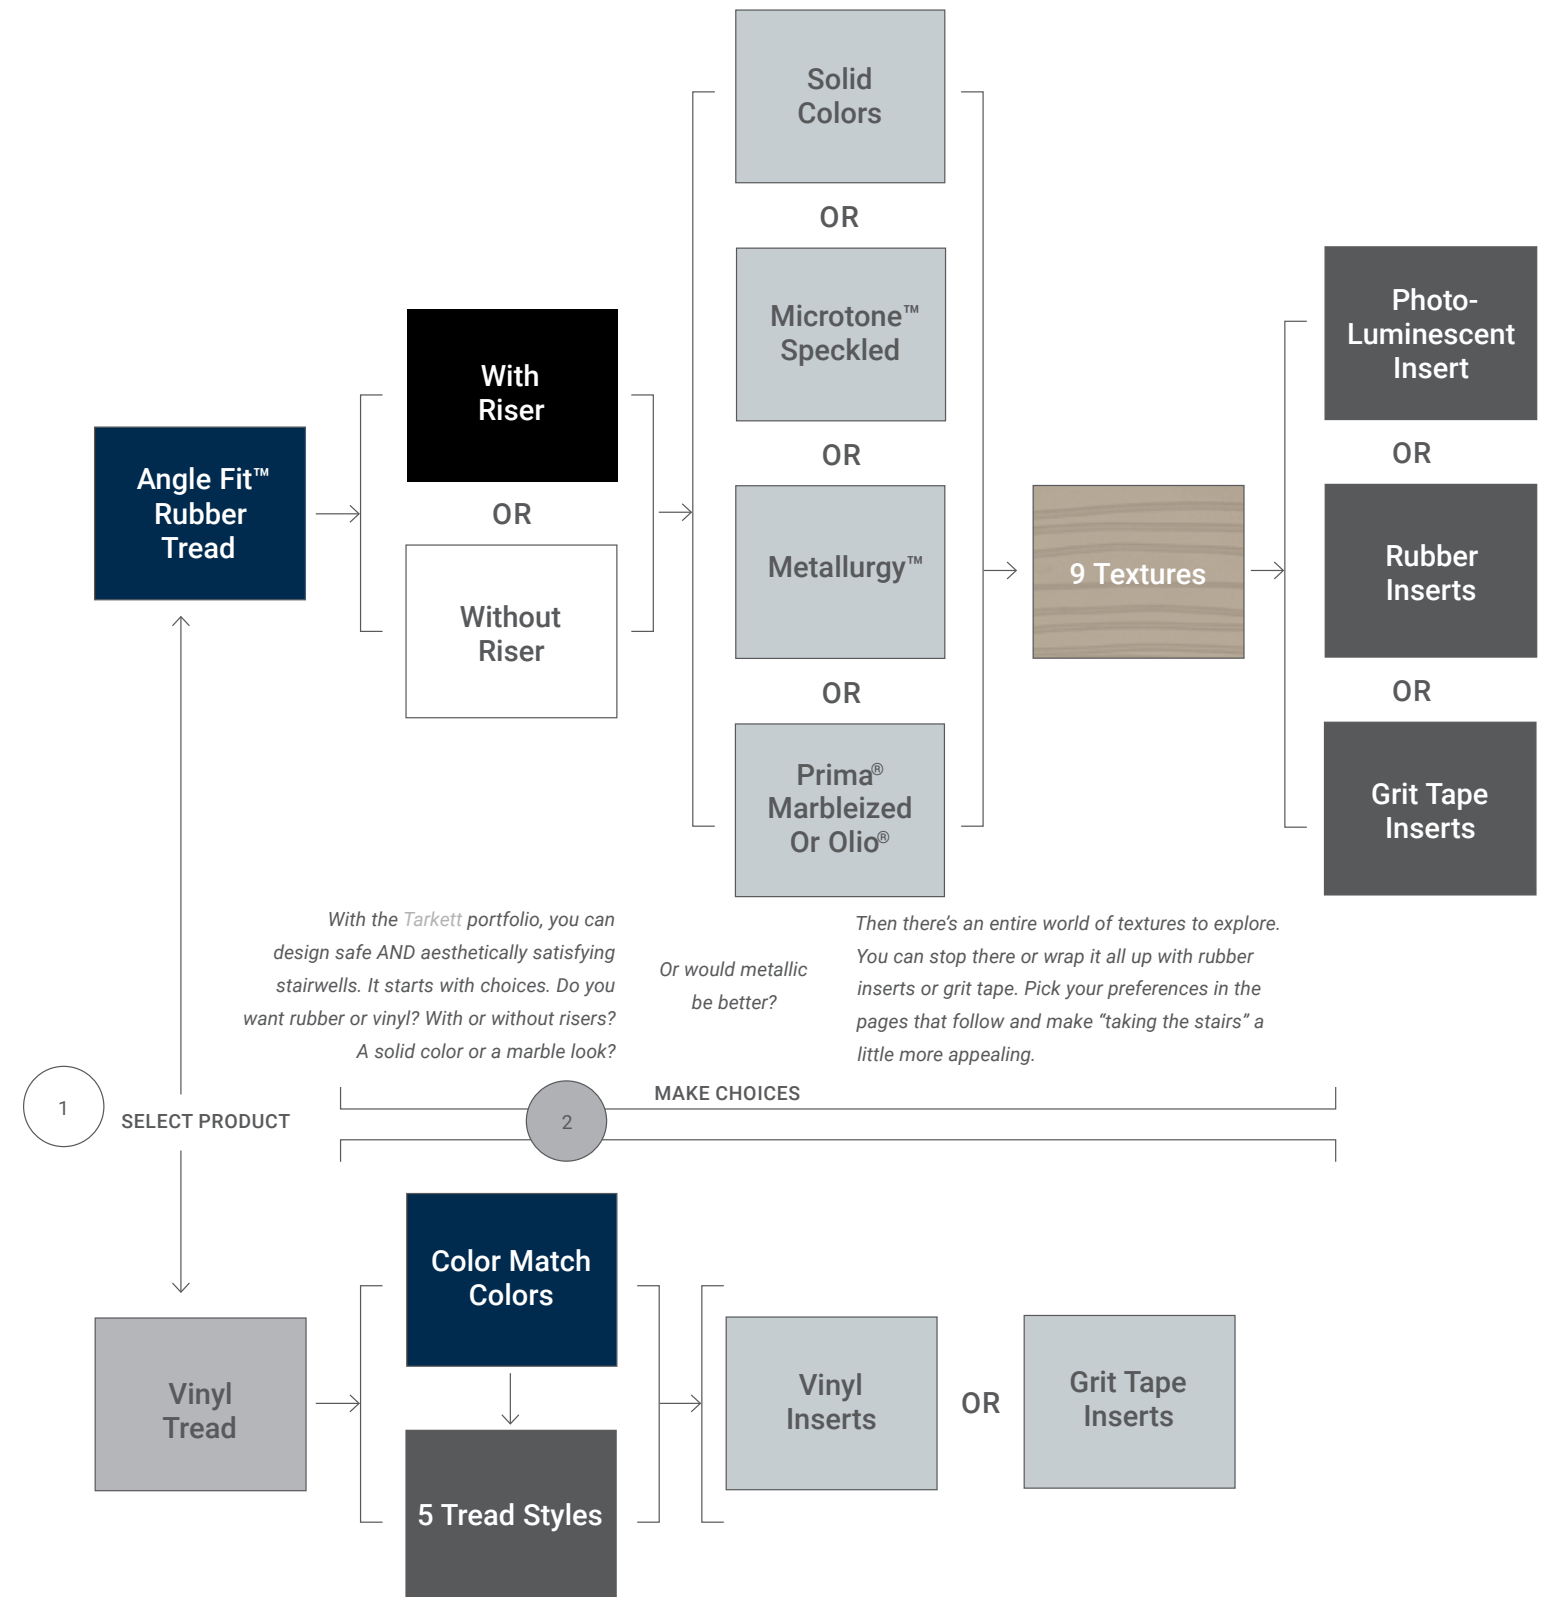 Solid
Colors
OR
Microtone™
Speckled
OR
Metallurgy™
OR
Prima®
Marbleized
Or Olio®
With
Riser
OR
Without
Riser
Angle Fit™
Rubber
Tread
9 Textures
Photo-
Luminescent
Insert
OR
Rubber
Inserts
OR
Grit Tape
Inserts
With the Tarkett portfolio, you can
design safe AND aesthetically satisfying
stairwells. It starts with choices. Do you
want rubber or vinyl? With or without risers?
A solid color or a marble look?
Or would metallic
be better?
Then there's an entire world of textures to explore.
You can stop there or wrap it all up with rubber
inserts or grit tape. Pick your preferences in the
pages that follow and make “taking the stairs” a
little more appealing.
1
SELECT PRODUCT
2
MAKE CHOICES
Vinyl
Tread
Color Match
Colors
5 Tread Styles
Vinyl
Inserts
OR
Grit Tape
Inserts